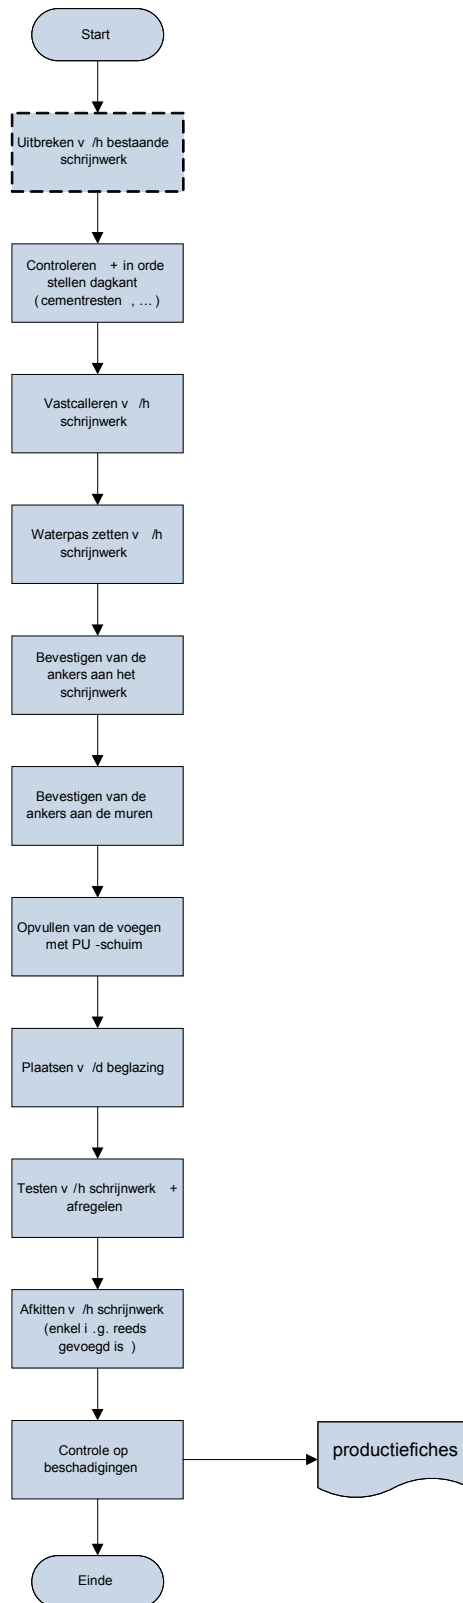 Start
Uitbreken v /h bestaande
schrijnwerk
Controleren + in orde
stellen dagkant
(cementresten , ...)
Vastcalleren v /h
schrijnwerk
Waterpas zetten v /h
schrijnwerk
Bevestigen van de
ankers aan het
schrijnwerk
Bevestigen van de
ankers aan de muren
Opvullen van de voegen
met PU -schuim
Plaatsen v /d beglazing
Testen v /h schrijnwerk +
afregelen
Afkitten v /h schrijnwerk
(enkel i .g. reeds
gevoegd is )
Controle op
beschadigingen
productiefiches
Einde